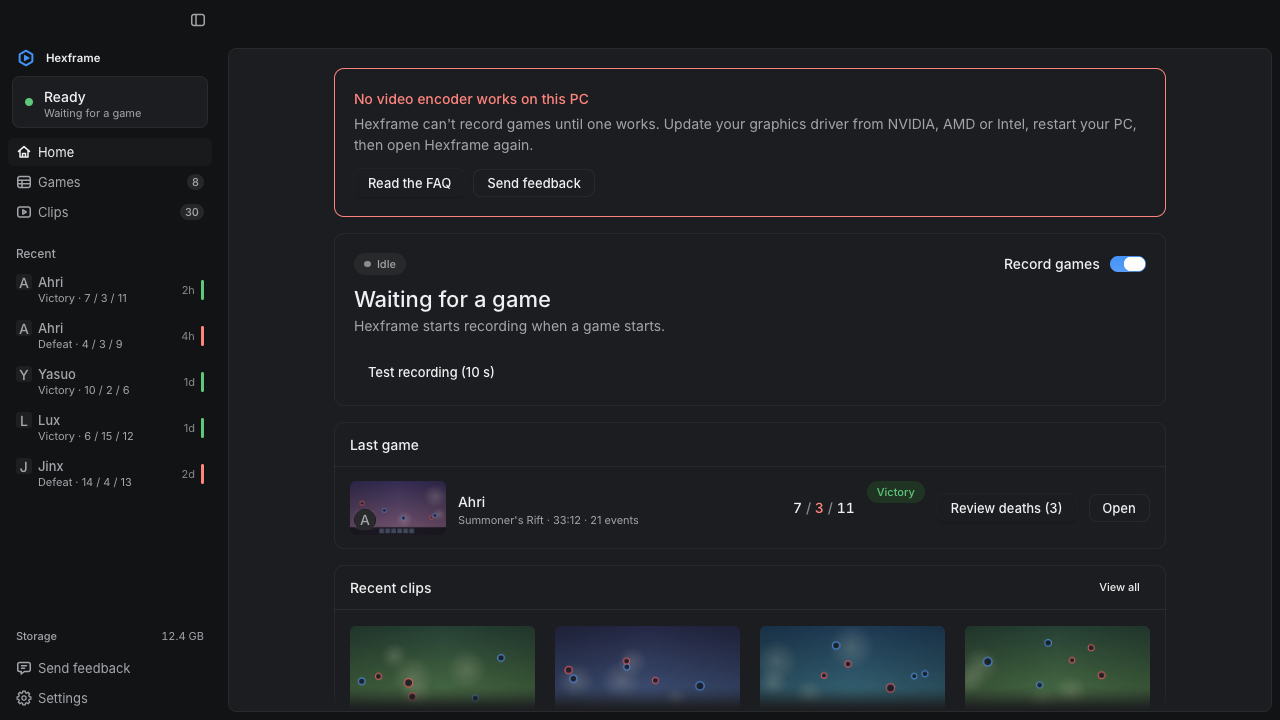 Hexframe
Ready
Waiting for a game
Home
Games 8
Clips 30
Recent
A Ahri
Victory · 7 / 3 / 11 2h
A Ahri
Defeat · 4 / 3 / 9 4h
Y Yasuo
Victory · 10 / 2 / 6 1d
L Lux
Victory · 6 / 15 / 12 1d
J Jinx
Defeat · 14 / 4 / 13 2d
Storage 12.4 GB
Send feedback
Settings
No video encoder works on this PC
Hexframe can't record games until one works. Update your graphics driver from NVIDIA, AMD or Intel, restart your PC,
then open Hexframe again.
Read the FAQ Send feedback
Idle Record games
Waiting for a game
Hexframe starts recording when a game starts.
Test recording (10 s)
Last game
A
Ahri
Summoner's Rift · 33:12 · 21 events
7 / 3 / 11 Victory Review deaths (3) Open
Recent clips View all